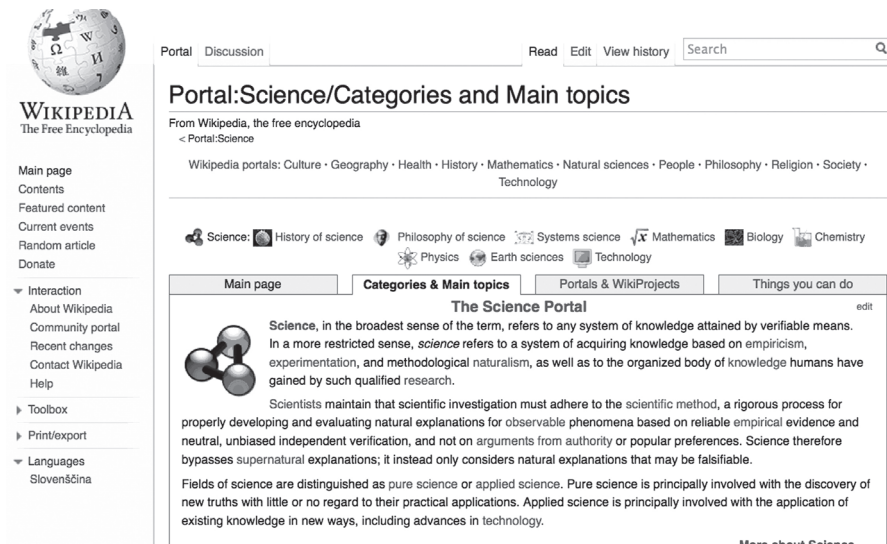 Ω W И 維 7
WIKIPEDIA
The Free Encyclopedia
Main page
Contents
Featured content
Current events
Random article
Donate
Interaction
About Wikipedia
Community portal
Recent changes
Contact Wikipedia
Help
Toolbox
Print/export
Languages
Slovenščina
Portal Discussion Read Edit View history Search
Portal:Science/Categories and Main topics
From Wikipedia, the free encyclopedia
< Portal:Science
Wikipedia portals: Culture · Geography · Health · History · Mathematics · Natural sciences · People · Philosophy · Religion · Society ·
Technology
Science: History of science Philosophy of science Systems science √x Mathematics Biology Chemistry
Physics Earth sciences Technology
Main page Categories & Main topics Portals & WikiProjects Things you can do
The Science Portal edit
Science, in the broadest sense of the term, refers to any system of knowledge attained by verifiable means.
In a more restricted sense, science refers to a system of acquiring knowledge based on empiricism,
experimentation, and methodological naturalism, as well as to the organized body of knowledge humans have
gained by such qualified research.
Scientists maintain that scientific investigation must adhere to the scientific method, a rigorous process for
properly developing and evaluating natural explanations for observable phenomena based on reliable empirical evidence and
neutral, unbiased independent verification, and not on arguments from authority or popular preferences. Science therefore
bypasses supernatural explanations; it instead only considers natural explanations that may be falsifiable.
Fields of science are distinguished as pure science or applied science. Pure science is principally involved with the discovery of
new truths with little or no regard to their practical applications. Applied science is principally involved with the application of
existing knowledge in new ways, including advances in technology.
More about Science